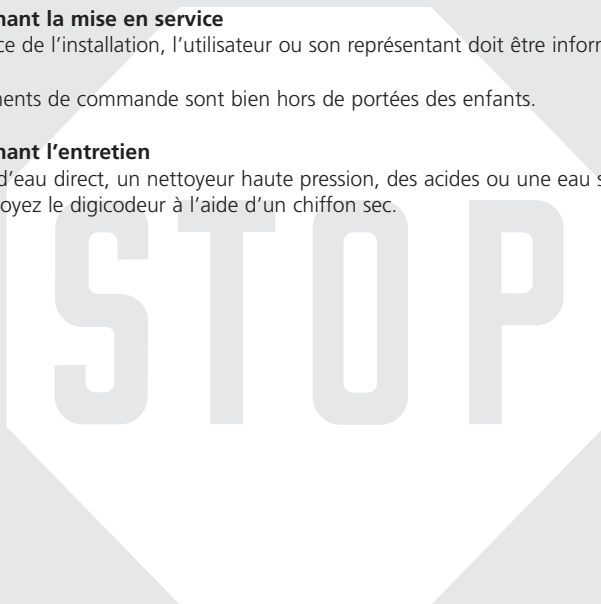 nant la mise en service
ce de l’installation, l’utilisateur ou son représentant doit être inforr
nents de commande sont bien hors de portées des enfants.
nant l’entretien
d’eau direct, un nettoyeur haute pression, des acides ou une eau s
oyez le digicodeur à l’aide d’un chiffon sec.
STOP